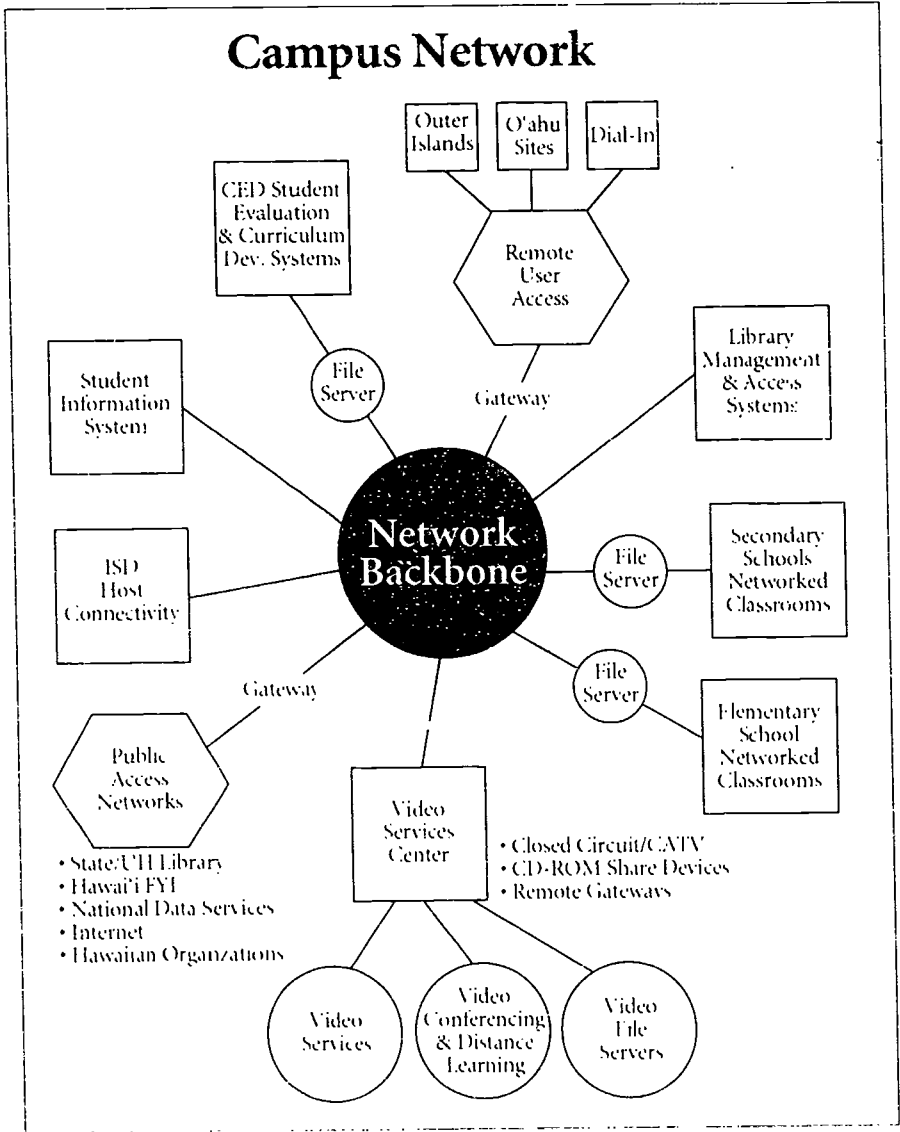 Campus Network
Outer
Islands
O'ahu
Sites
Dial-In
CED Student
Evaluation
& Curriculum
Dev. Systems
Remote
User
Access
Library
Management
& Access
Systems
File
Server
Gateway
Student
Information
System
Network
Backbone
File
Server
Secondary
Schools
Networked
Classrooms
ISD
Host
Connectivity
File
Server
Elementary
School
Networked
Classrooms
Gateway
Public
Access
Networks
Video
Services
Center
• State/UH Library
• Hawai'i FYI
• National Data Services
• Internet
• Hawaiian Organzations
• Closed Circuit/CATV
• CD-ROM Share Devices
• Remote Gateways
Video
Services
Video
Conferencing
& Distance
Learning
Video
File
Servers